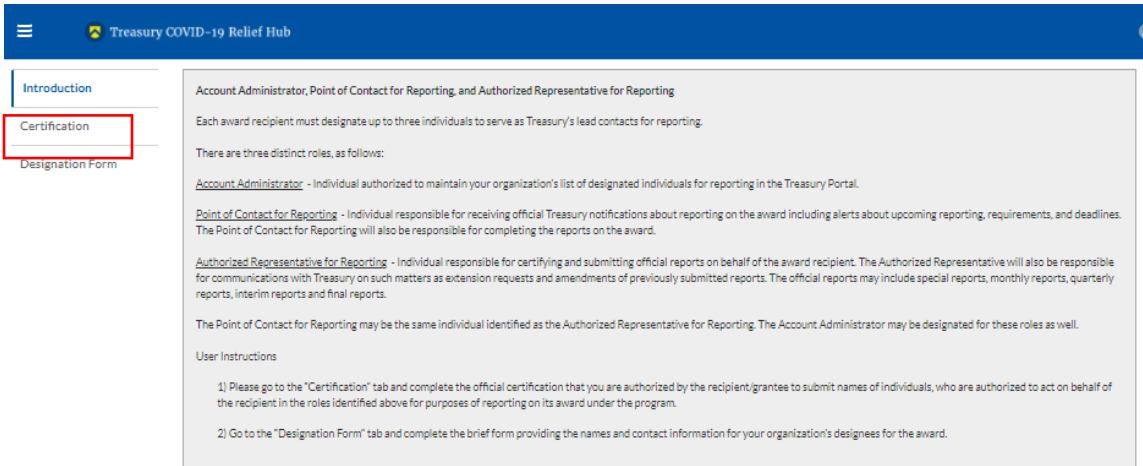 Treasury COVID-19 Relief Hub
Introduction
Certification
Designation Form
Account Administrator, Point of Contact for Reporting, and Authorized Representative for Reporting
Each award recipient must designate up to three individuals to serve as Treasury's lead contacts for reporting.
There are three distinct roles, as follows:
Account Administrator - Individual authorized to maintain your organization's list of designated individuals for reporting in the Treasury Portal.
Point of Contact for Reporting - Individual responsible for receiving official Treasury notifications about reporting on the award including alerts about upcoming reporting, requirements, and deadlines.
The Point of Contact for Reporting will also be responsible for completing the reports on the award.
Authorized Representative for Reporting - Individual responsible for certifying and submitting official reports on behalf of the award recipient. The Authorized Representative will also be responsible
for communications with Treasury on such matters as extension requests and amendments of previously submitted reports. The official reports may include special reports, monthly reports, quarterly
reports, interim reports and final reports.
The Point of Contact for Reporting may be the same individual identified as the Authorized Representative for Reporting. The Account Administrator may be designated for these roles as well.
User Instructions
1) Please go to the "Certification" tab and complete the official certification that you are authorized by the recipient/grantee to submit names of individuals, who are authorized to act on behalf of
the recipient in the roles identified above for purposes of reporting on its award under the program.
2) Go to the "Designation Form" tab and complete the brief form providing the names and contact information for your organization's designees for the award.